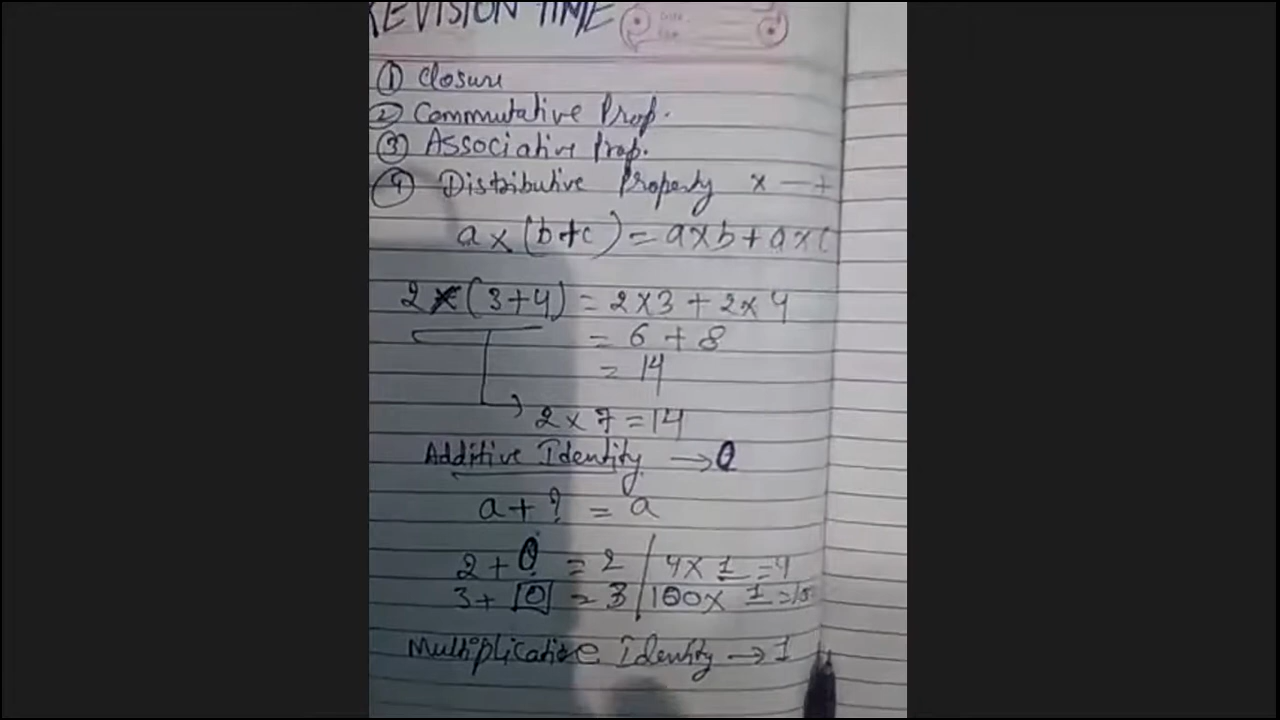 REVISION TIME
① Closure
② Commutative Prop.
③ Associative Prop.
④ Distributive Property × — +
a × (b+c) = a×b + a×c
2 × (3+4) = 2×3 + 2×4
= 6 + 8
= 14
2 × 7 = 14
Additive Identity → 0
a + ? = a
2 + 0 = 2 | 4 × 1 = 4
3 + 0 = 3 | 100 × 1 =
Multiplicative Identity → 1